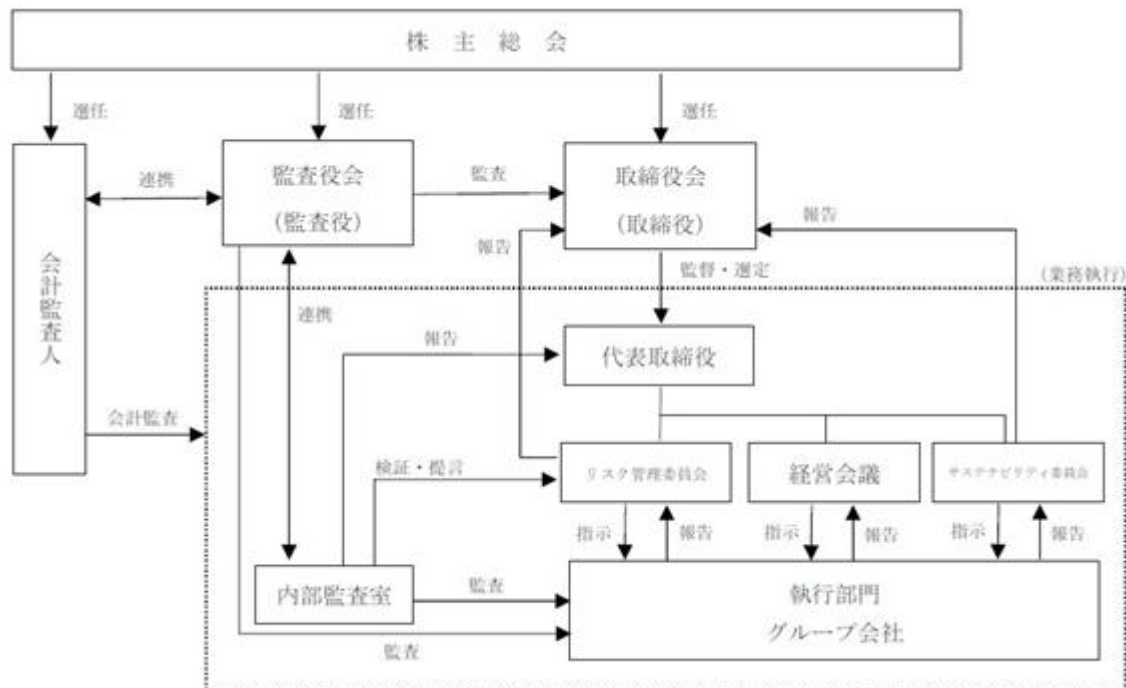 株 主 総 会
選任
選任
選任
監査役会
(監査役)
取締役会
(取締役)
連携
監査
報告
報告
会計監査人
監督・選定
(業務執行)
連携
報告
代表取締役
会計監査
検証・提言
リスク管理委員会
経営会議
サステナビリティ委員会
指示
報告
指示
報告
指示
報告
内部監査室
監査
執行部門
グループ会社
監査